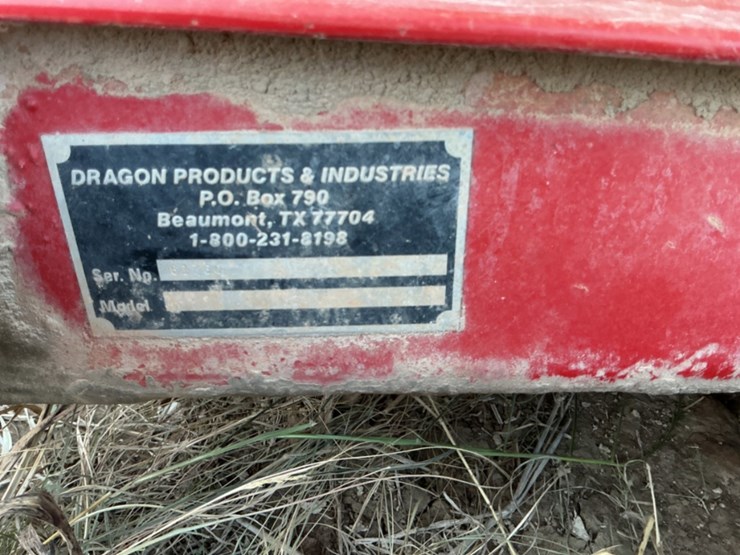 DRAGON PRODUCTS & INDUSTRIES
P.O. Box 790
Beaumont, TX 77704
1-800-231-8198
Ser. No.
Model